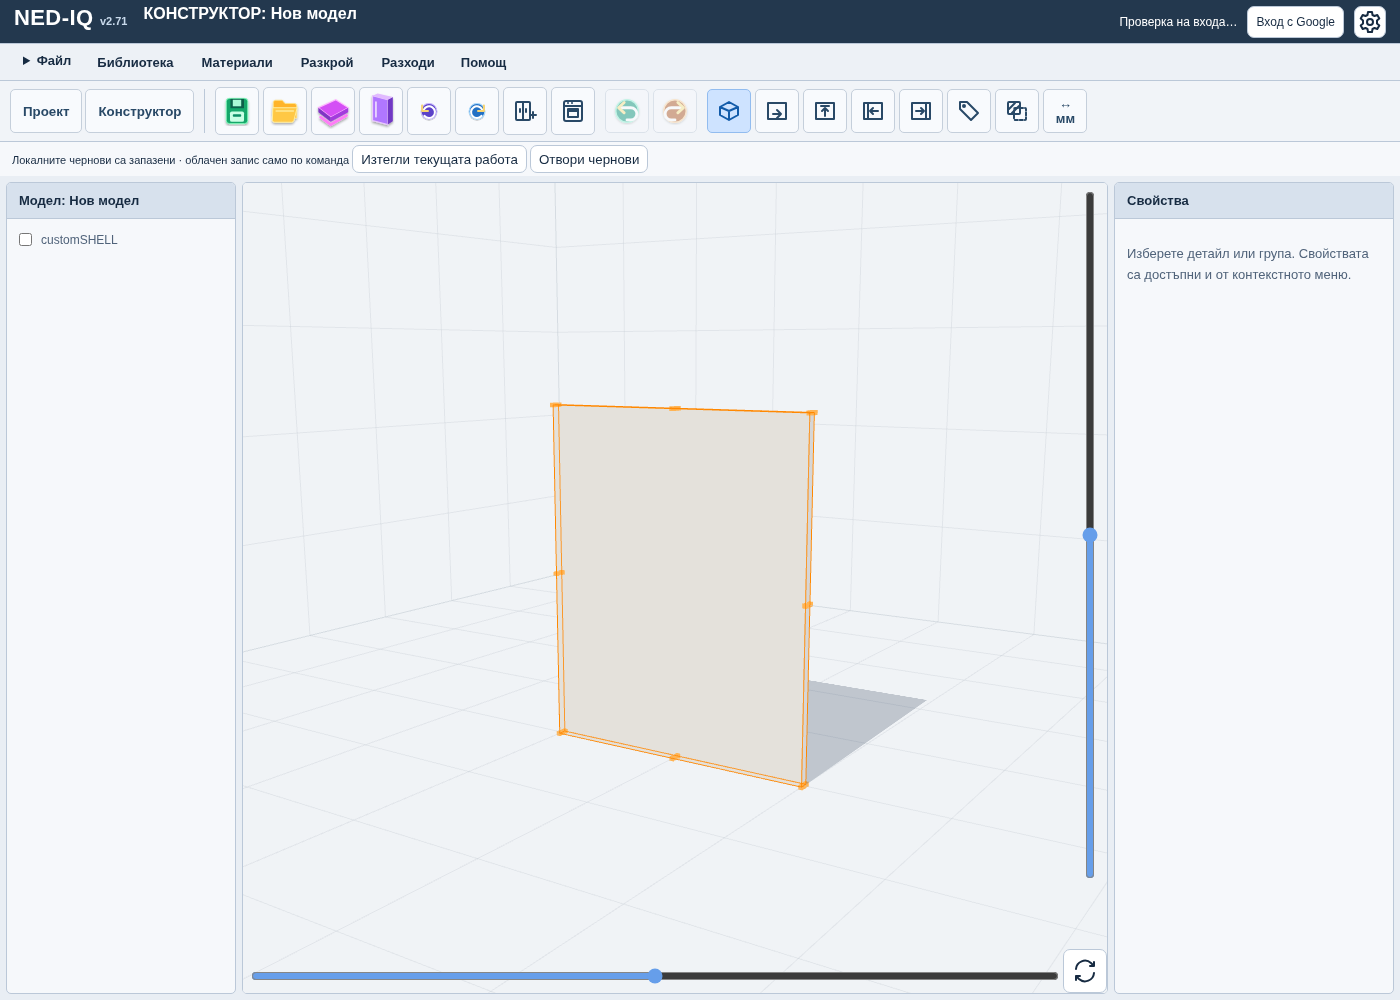 NED-IQ v2.71 КОНСТРУКТОР: Нов модел Проверка на входа… Вход с Google
Файл Библиотека Материали Разкрой Разходи Помощ
Проект Конструктор ↔ мм
Локалните чернови са запазени · облачен запис само по команда Изтегли текущата работа Отвори чернови
Модел: Нов модел
customSHELL
Свойства
Изберете детайл или група. Свойствата
са достъпни и от контекстното меню.